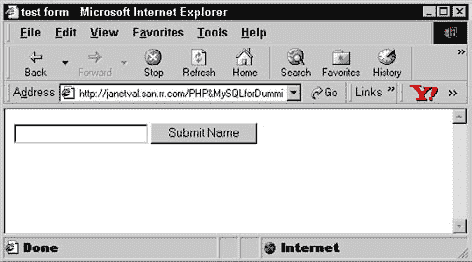 test form Microsoft Internet Explorer
File Edit View Favorites Tools Help
Back Forward Stop Refresh Home Search Favorites History »
Address http://janetval.san.rr.com/PHP&MySQLforDummi Go Links » Y! »
Submit Name
Done Internet